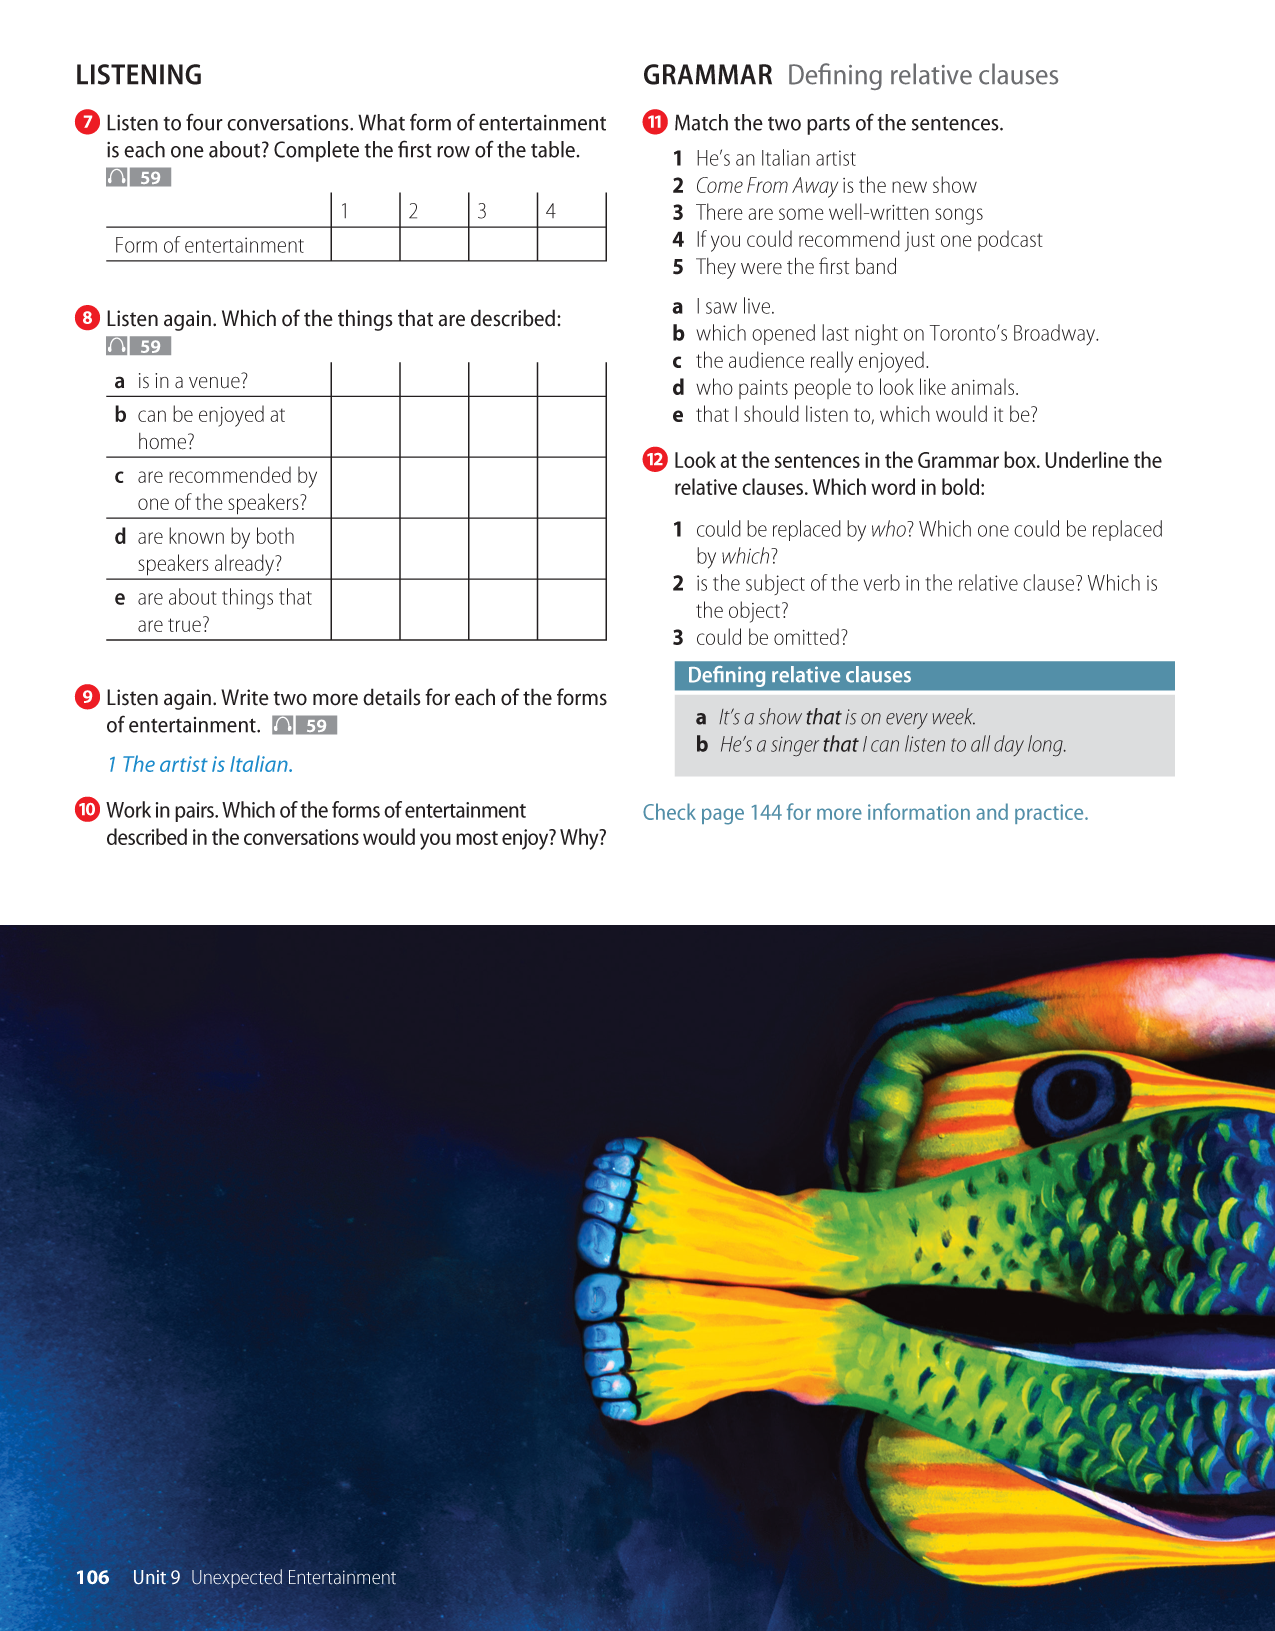 LISTENING
7 Listen to four conversations. What form of entertainment
is each one about? Complete the first row of the table.
59
1 2 3 4
Form of entertainment
8 Listen again. Which of the things that are described:
59
a is in a venue?
b can be enjoyed at
home?
c are recommended by
one of the speakers?
d are known by both
speakers already?
e are about things that
are true?
9 Listen again. Write two more details for each of the forms
of entertainment. 59
1 The artist is Italian.
10 Work in pairs. Which of the forms of entertainment
described in the conversations would you most enjoy? Why?
GRAMMAR Defining relative clauses
11 Match the two parts of the sentences.
1 He’s an Italian artist
2 Come From Away is the new show
3 There are some well-written songs
4 If you could recommend just one podcast
5 They were the first band
a I saw live.
b which opened last night on Toronto’s Broadway.
c the audience really enjoyed.
d who paints people to look like animals.
e that I should listen to, which would it be?
12 Look at the sentences in the Grammar box. Underline the
relative clauses. Which word in bold:
1 could be replaced by who? Which one could be replaced
by which?
2 is the subject of the verb in the relative clause? Which is
the object?
3 could be omitted?
Defining relative clauses
a It’s a show that is on every week.
b He’s a singer that I can listen to all day long.
Check page 144 for more information and practice.
106 Unit 9 Unexpected Entertainment